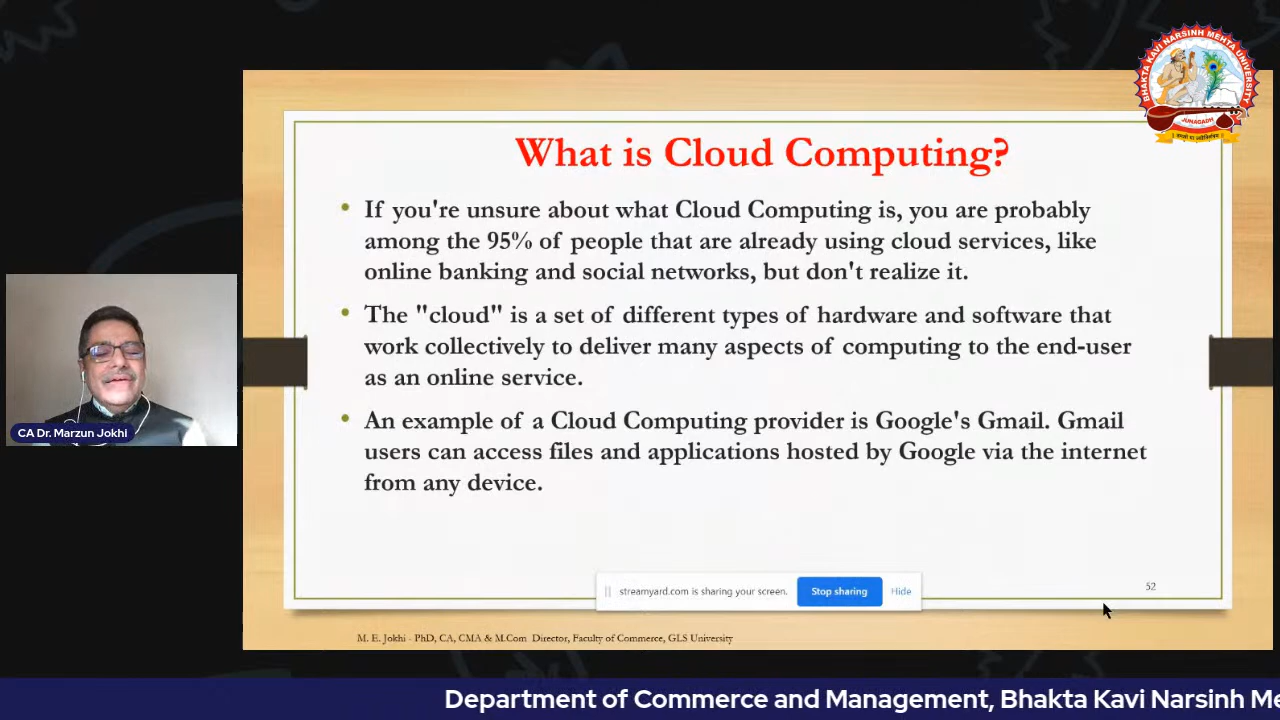 BHAKTA KAVI NARSINH MEHTA UNIVERSITY
JUNAGADH
What is Cloud Computing?
• If you're unsure about what Cloud Computing is, you are probably
among the 95% of people that are already using cloud services, like
online banking and social networks, but don't realize it.
• The "cloud" is a set of different types of hardware and software that
work collectively to deliver many aspects of computing to the end-user
as an online service.
• An example of a Cloud Computing provider is Google's Gmail. Gmail
users can access files and applications hosted by Google via the internet
from any device.
CA Dr. Marzun Jokhi
streamyard.com is sharing your screen. Stop sharing Hide
52
M. E. Jokhi - PhD, CA, CMA & M.Com Director, Faculty of Commerce, GLS University
Department of Commerce and Management, Bhakta Kavi Narsinh Me